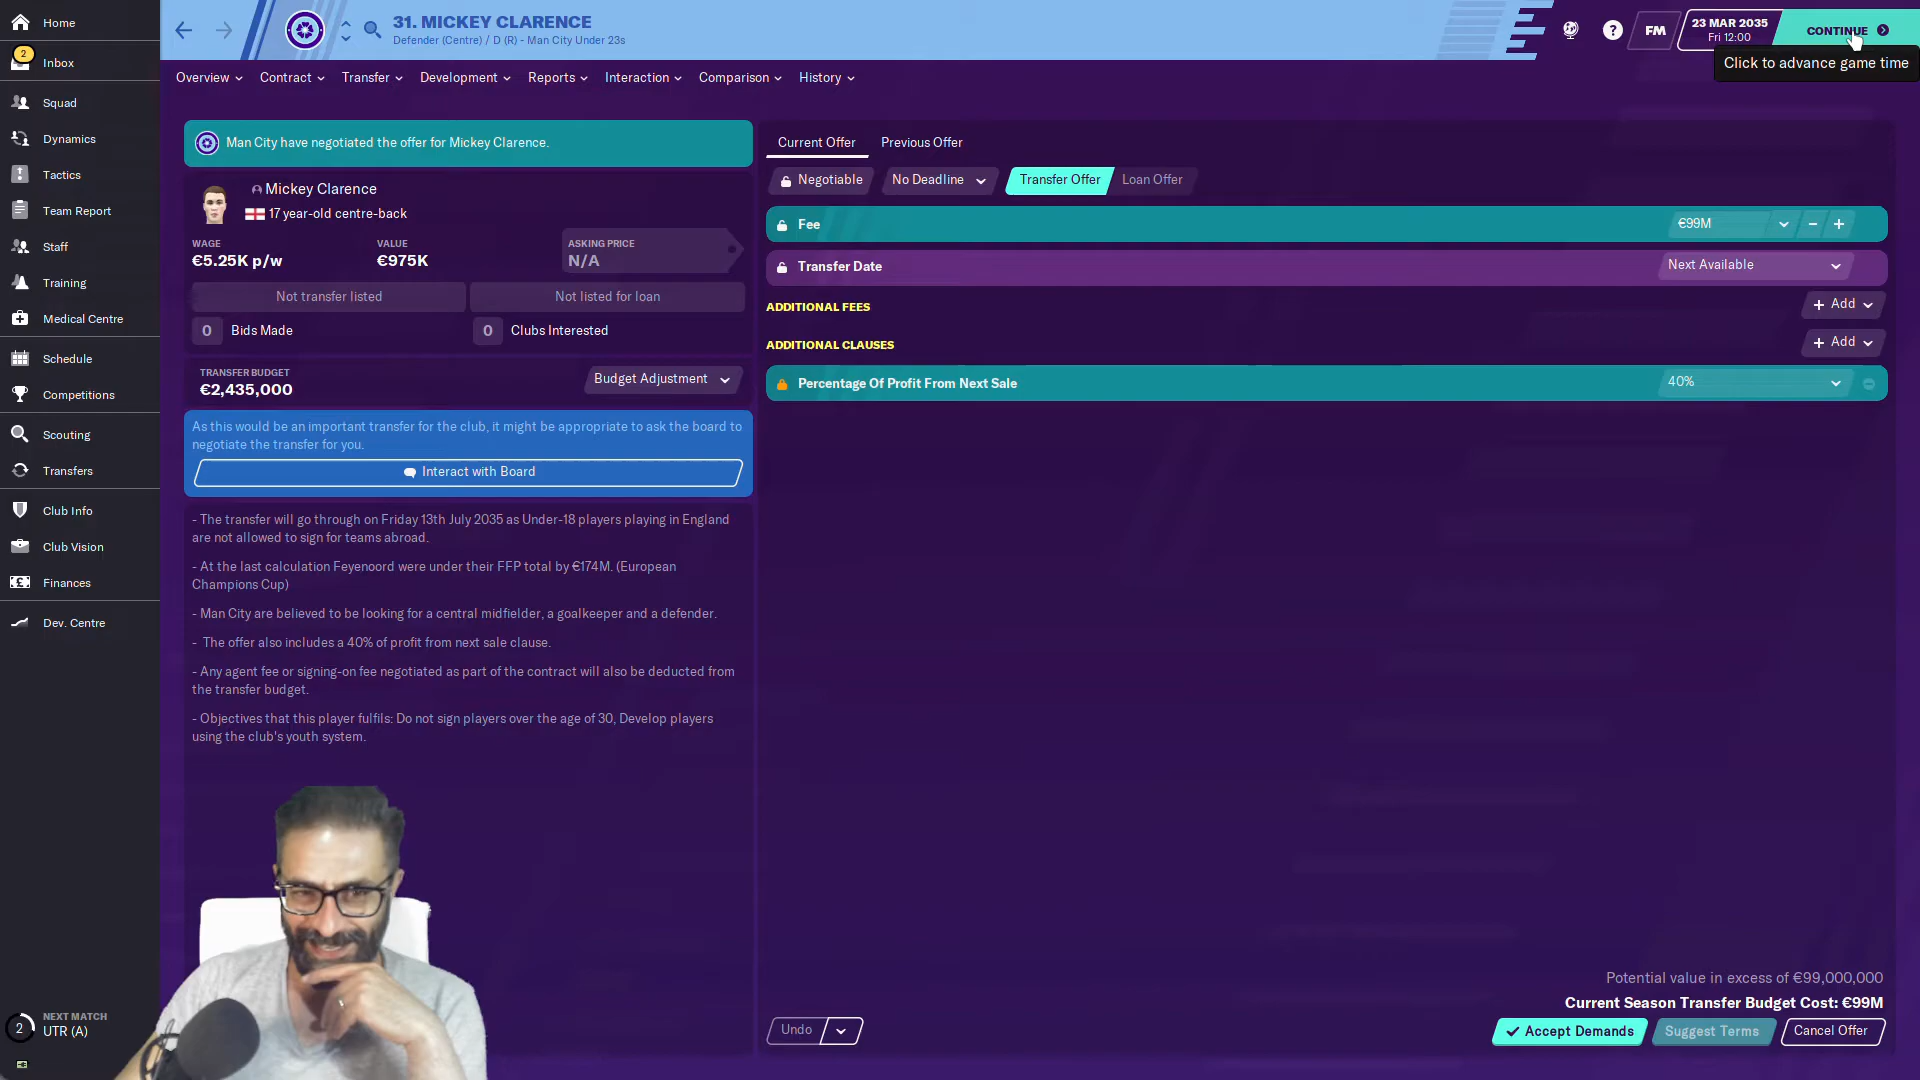 Home
2
Inbox
Squad
Dynamics
Tactics
Team Report
Staff
Training
Medical Centre
Schedule
Competitions
Scouting
Transfers
Club Info
Club Vision
Finances
Dev. Centre
2
NEXT MATCH
UTR (A)
31. MICKEY CLARENCE
Defender (Centre) / D (R) - Man City Under 23s
?
FM
23 MAR 2035
Fri 12:00
CONTINUE
Click to advance game time
Overview
Contract
Transfer
Development
Reports
Interaction
Comparison
History
Man City have negotiated the offer for Mickey Clarence.
Mickey Clarence
17 year-old centre-back
WAGE
€5.25K p/w
VALUE
€975K
ASKING PRICE
N/A
Not transfer listed
Not listed for loan
0 Bids Made
0 Clubs Interested
TRANSFER BUDGET
€2,435,000
Budget Adjustment
As this would be an important transfer for the club, it might be appropriate to ask the board to
negotiate the transfer for you.
Interact with Board
- The transfer will go through on Friday 13th July 2035 as Under-18 players playing in England
are not allowed to sign for teams abroad.
- At the last calculation Feyenoord were under their FFP total by €174M. (European
Champions Cup)
- Man City are believed to be looking for a central midfielder, a goalkeeper and a defender.
- The offer also includes a 40% of profit from next sale clause.
- Any agent fee or signing-on fee negotiated as part of the contract will also be deducted from
the transfer budget.
- Objectives that this player fulfils: Do not sign players over the age of 30, Develop players
using the club's youth system.
Current Offer
Previous Offer
Negotiable
No Deadline
Transfer Offer
Loan Offer
Fee
€99M
Transfer Date
Next Available
ADDITIONAL FEES
+ Add
ADDITIONAL CLAUSES
+ Add
Percentage Of Profit From Next Sale
40%
Potential value in excess of €99,000,000
Current Season Transfer Budget Cost: €99M
Undo
Accept Demands
Suggest Terms
Cancel Offer